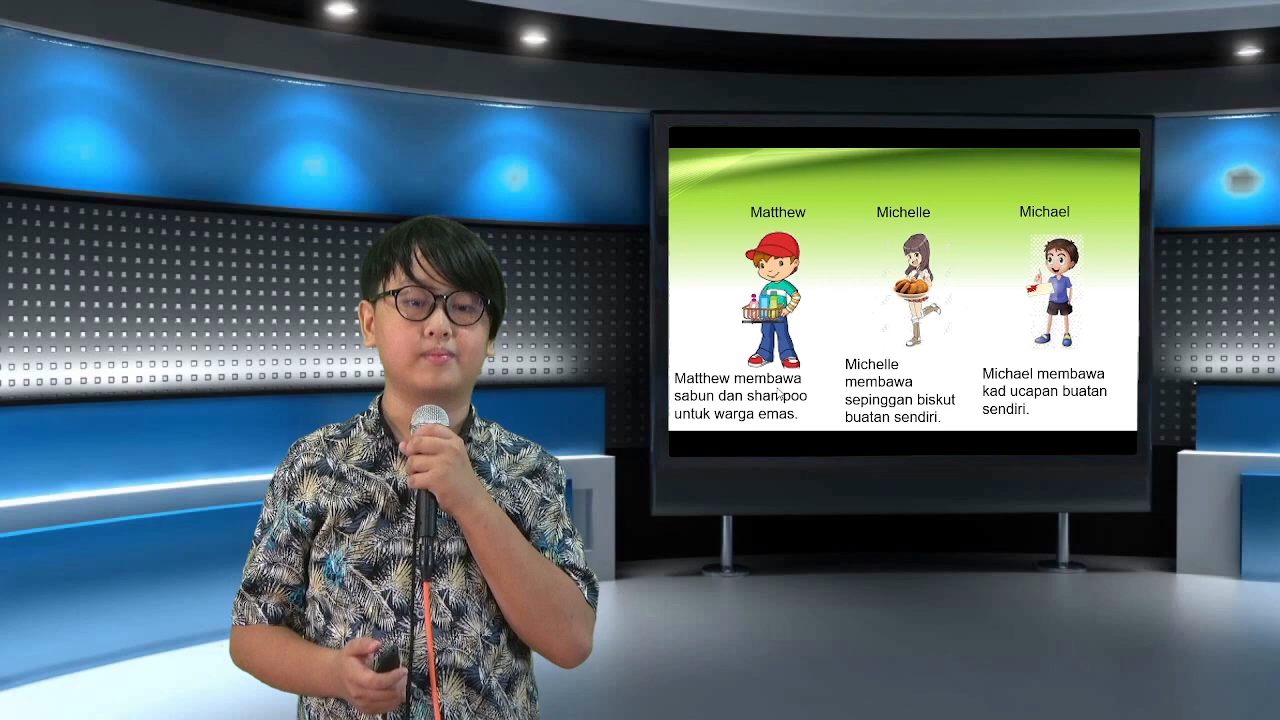 Matthew
Michelle
Michael
Matthew membawa
sabun dan shampoo
untuk warga emas.
Michelle
membawa
sepinggan biskut
buatan sendiri.
Michael membawa
kad ucapan buatan
sendiri.